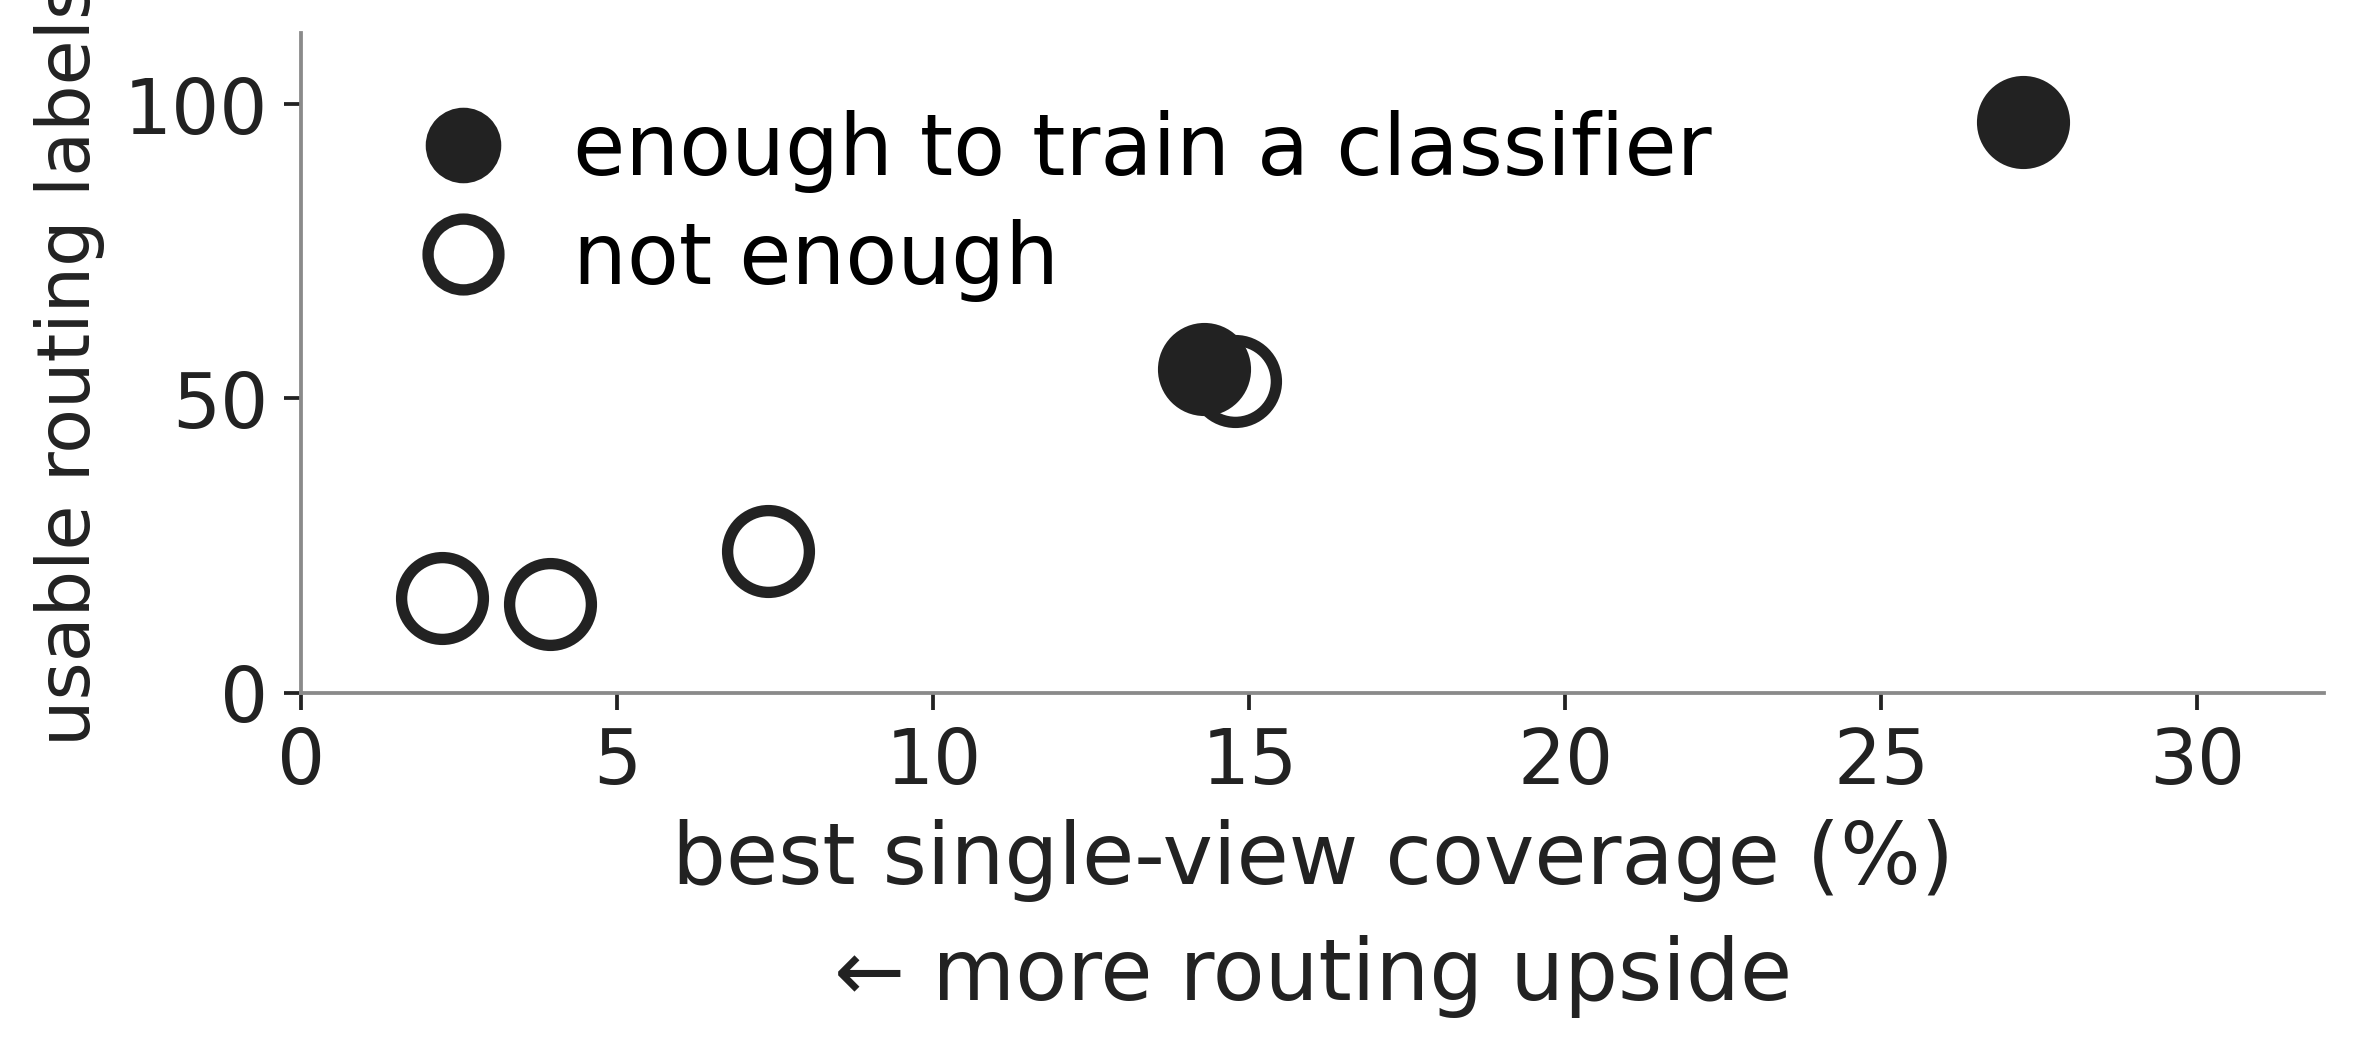 usable routing labels
100
50
0
enough to train a classifier
not enough
0 5 10 15 20 25 30
best single-view coverage (%)
← more routing upside